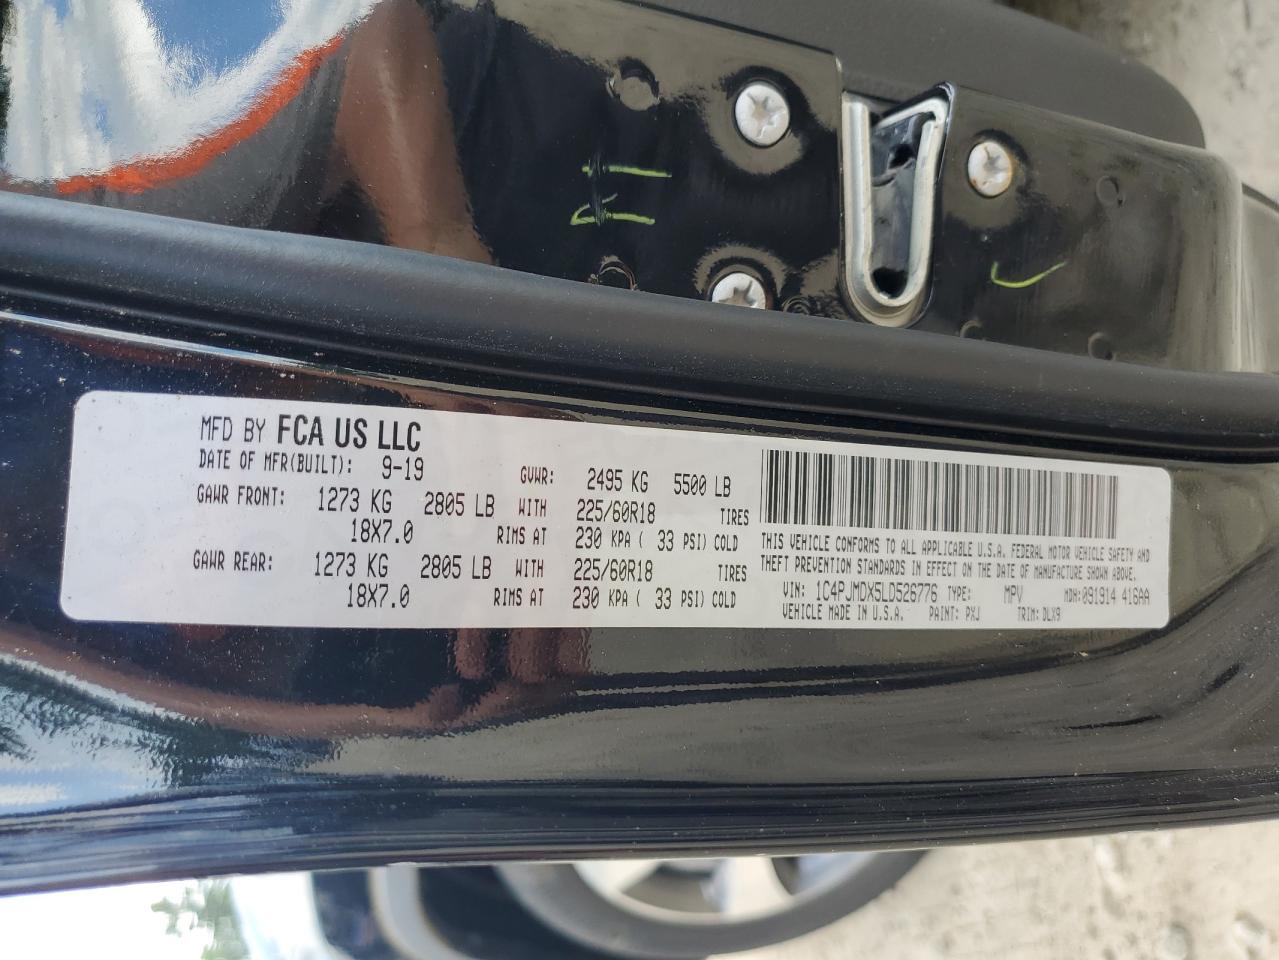 MFD BY FCA US LLC
DATE OF MFR(BUILT): 9-19 GVWR: 2495 KG 5500 LB
GAWR FRONT: 1273 KG 2805 LB WITH 225/60R18 TIRES
18X7.0 RIMS AT 230 KPA ( 33 PSI) COLD
GAWR REAR: 1273 KG 2805 LB WITH 225/60R18 TIRES
18X7.0 RIMS AT 230 KPA ( 33 PSI) COLD
THIS VEHICLE CONFORMS TO ALL APPLICABLE U.S.A. FEDERAL MOTOR VEHICLE SAFETY AND
THEFT PREVENTION STANDARDS IN EFFECT ON THE DATE OF MANUFACTURE SHOWN ABOVE.
VIN: 1C4PJMDX5LD526776 TYPE: MPV MDH: 091914 416AA
VEHICLE MADE IN U.S.A. PAINT: PXJ TRIM: DLX9